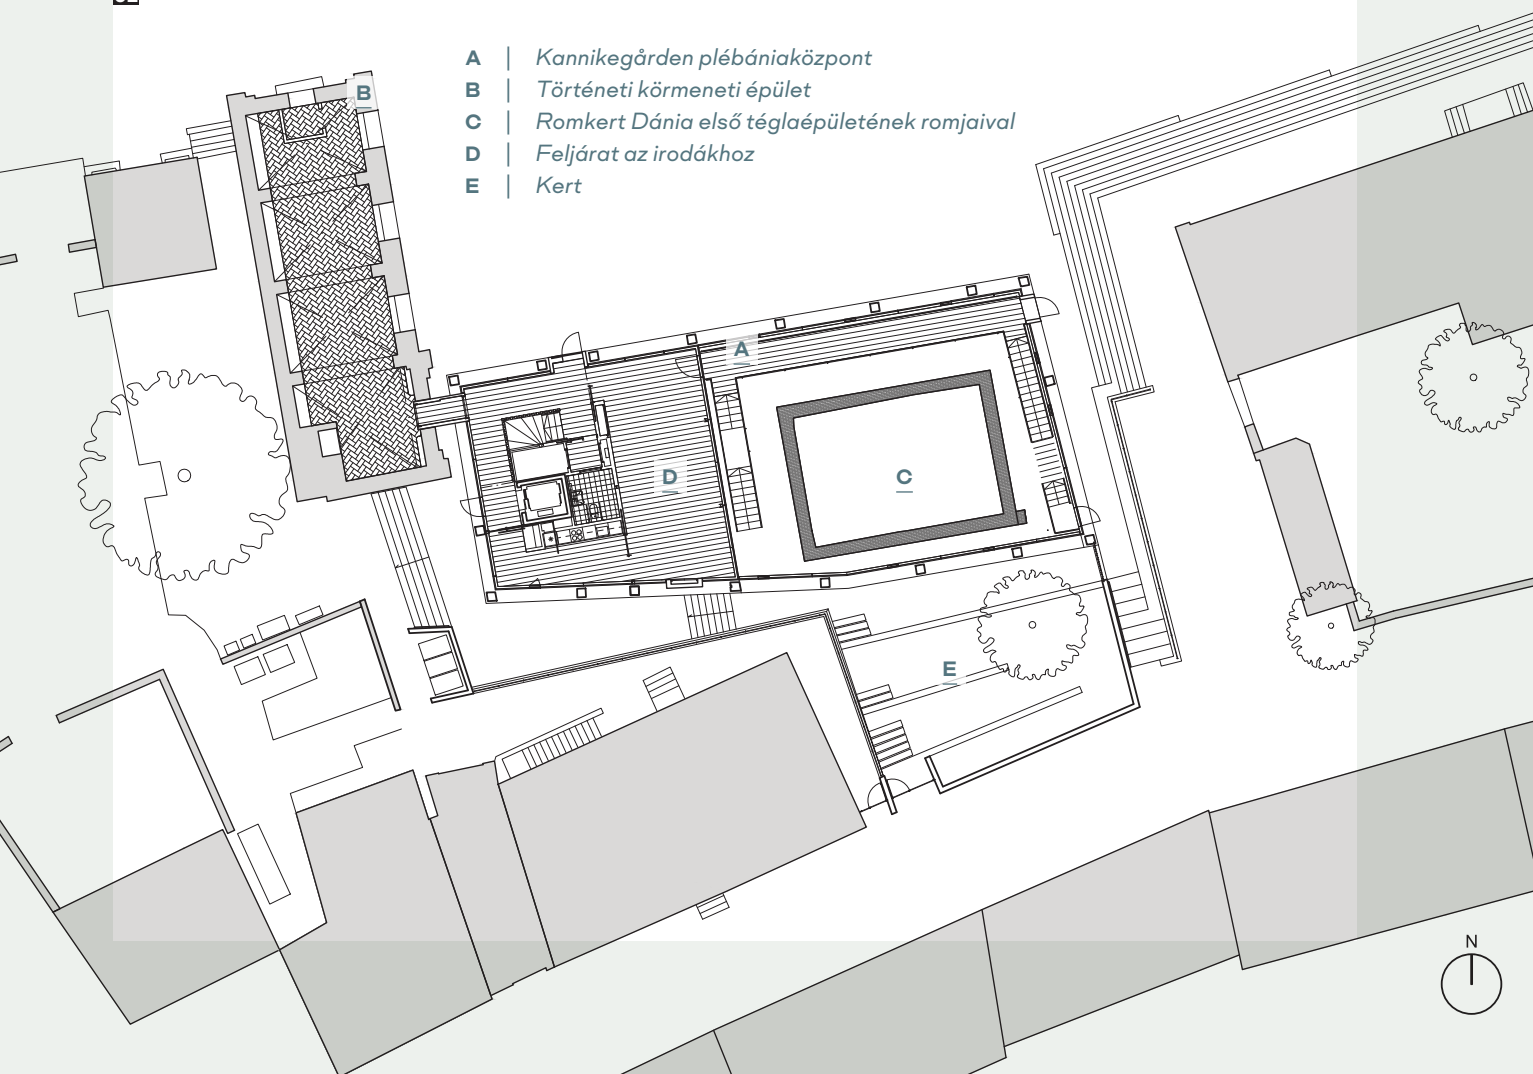 A | Kannikegården plébániaközpont
B | Történeti körmeneti épület
C | Romkert Dánia első téglaépületének romjaival
D | Feljárat az irodákhoz
E | Kert
B
A
D
C
E
N